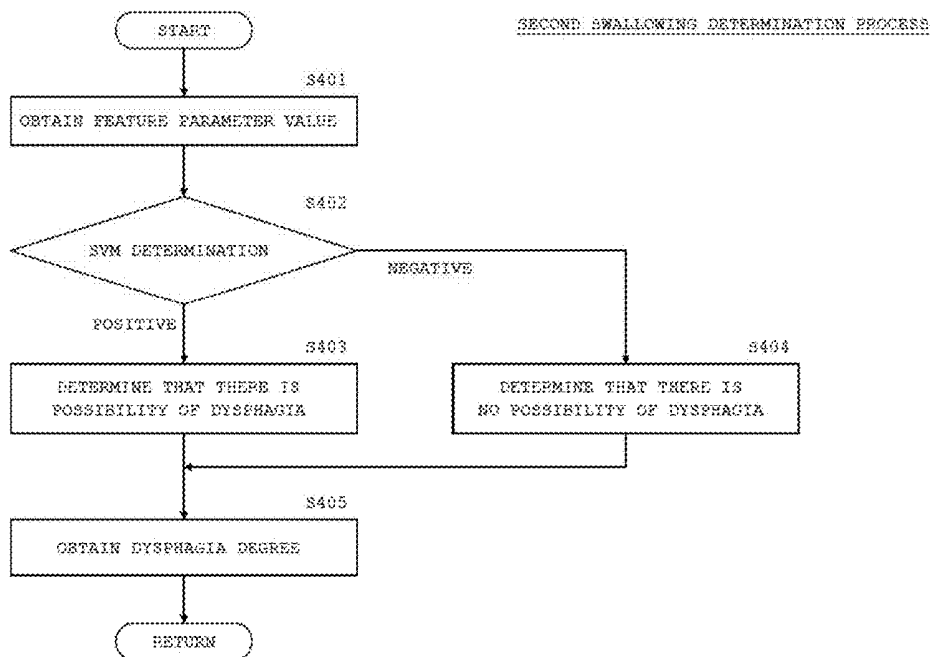 SECOND SWALLOWING DETERMINATION PROCESS
START
S401
OBTAIN FEATURE PARAMETER VALUE
S402
SVM DETERMINATION
NEGATIVE
POSITIVE
S403
DETERMINE THAT THERE IS
POSSIBILITY OF DYSPHAGIA
S404
DETERMINE THAT THERE IS
NO POSSIBILITY OF DYSPHAGIA
S405
OBTAIN DYSPHAGIA DEGREE
RETURN